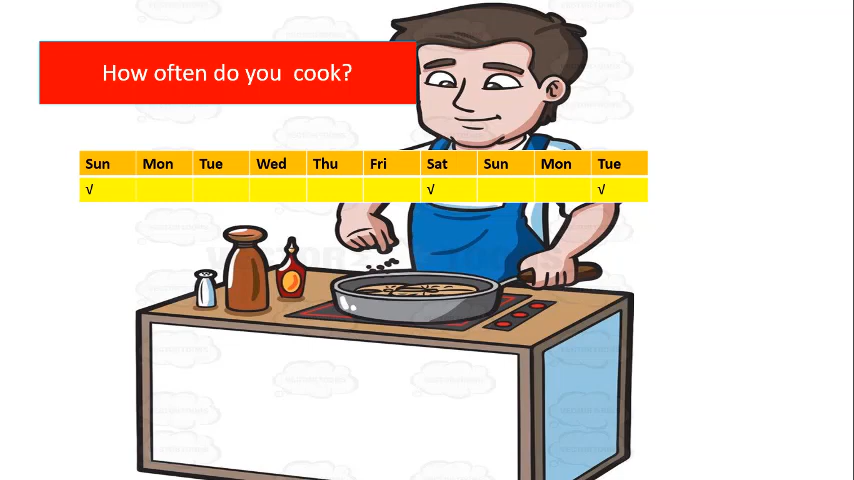 How often do you cook?
Sun Mon Tue Wed Thu Fri Sat Sun Mon Tue
√ √ √